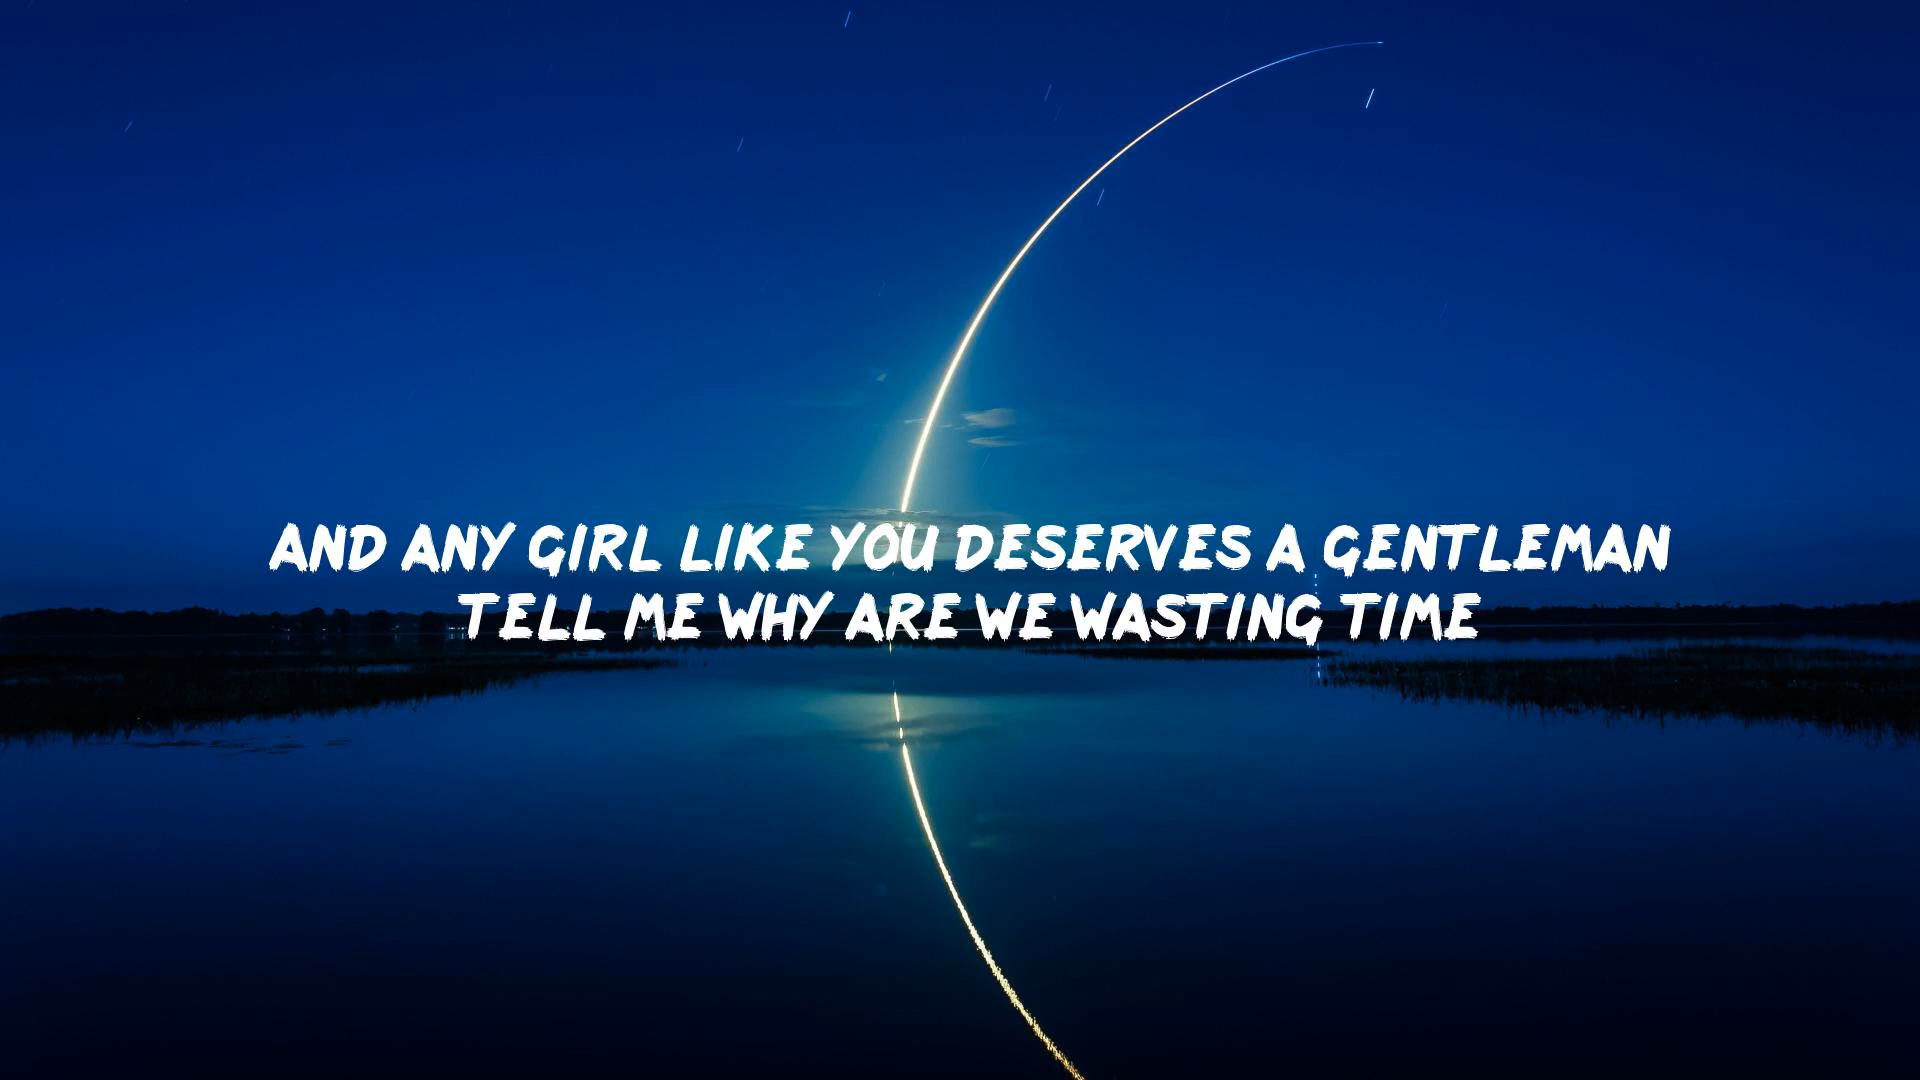 AND ANY GIRL LIKE YOU DESERVES A GENTLEMAN
TELL ME WHY ARE WE WASTING TIME